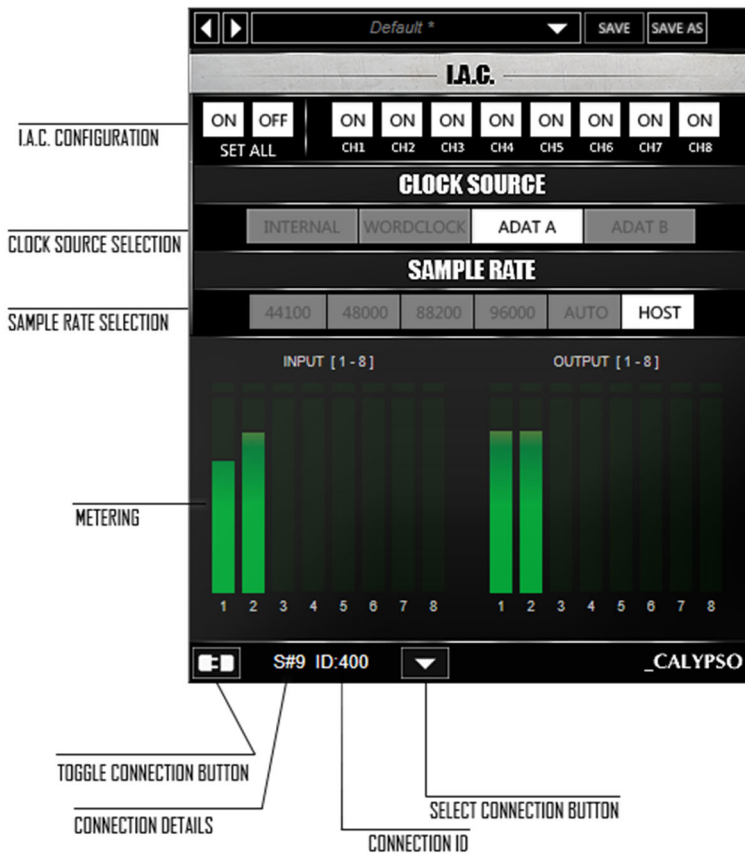 Default *
SAVE
SAVE AS
I.A.C.
ON OFF ON ON ON ON ON ON ON ON
SET ALL CH1 CH2 CH3 CH4 CH5 CH6 CH7 CH8
I.A.C. CONFIGURATION
CLOCK SOURCE
INTERNAL WORDCLOCK ADAT A ADAT B
CLOCK SOURCE SELECTION
SAMPLE RATE
44100 48000 88200 96000 AUTO HOST
SAMPLE RATE SELECTION
INPUT [ 1 - 8 ] OUTPUT [ 1 - 8 ]
METERING
1 2 3 4 5 6 7 8 1 2 3 4 5 6 7 8
S#9 ID:400
_CALYPSO
TOGGLE CONNECTION BUTTON
CONNECTION DETAILS
CONNECTION ID
SELECT CONNECTION BUTTON